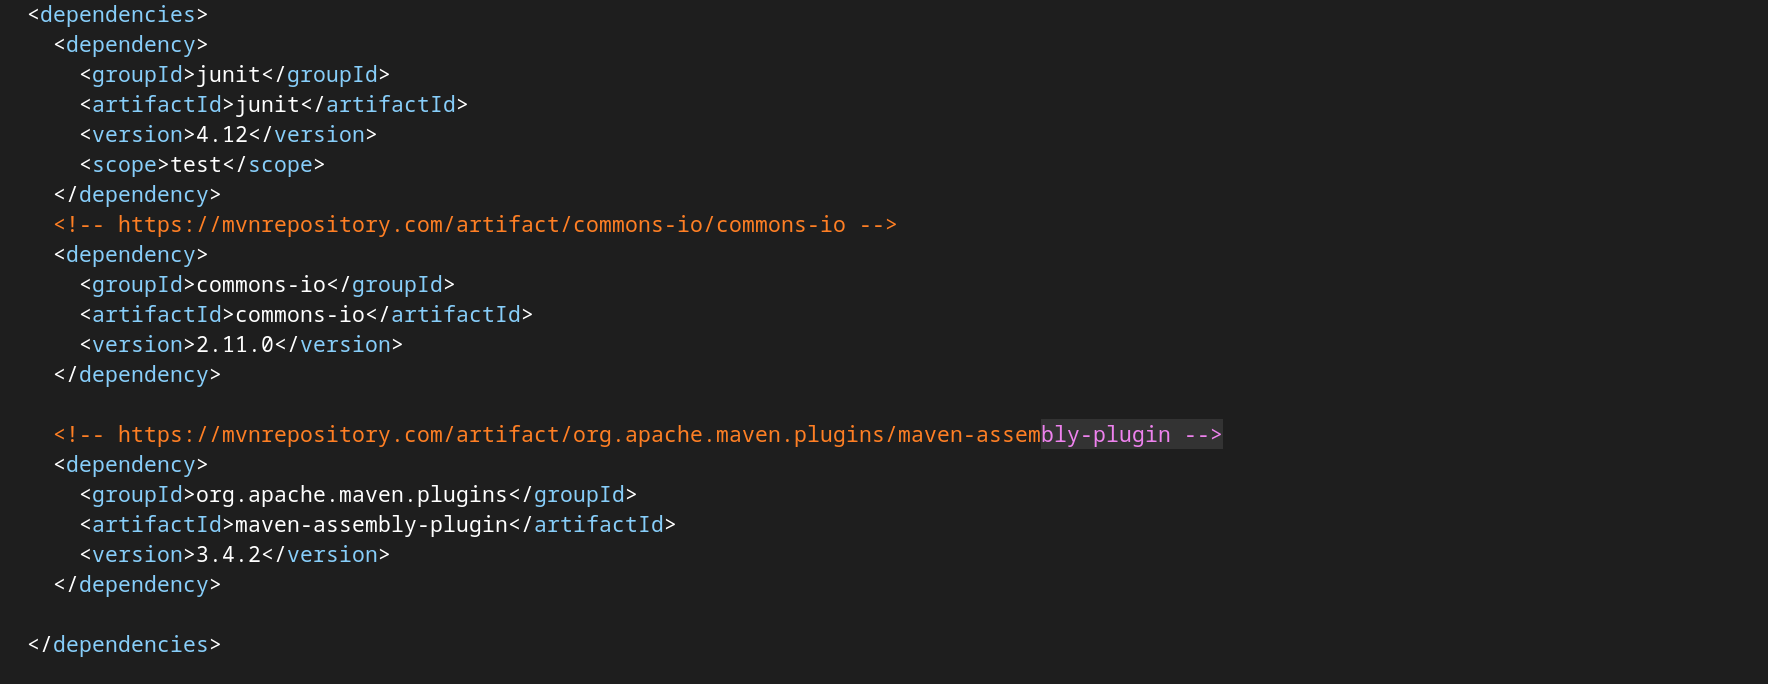 <dependencies>
  <dependency>
    <groupId>junit</groupId>
    <artifactId>junit</artifactId>
    <version>4.12</version>
    <scope>test</scope>
  </dependency>
  <!-- https://mvnrepository.com/artifact/commons-io/commons-io -->
  <dependency>
    <groupId>commons-io</groupId>
    <artifactId>commons-io</artifactId>
    <version>2.11.0</version>
  </dependency>

  <!-- https://mvnrepository.com/artifact/org.apache.maven.plugins/maven-assembly-plugin -->
  <dependency>
    <groupId>org.apache.maven.plugins</groupId>
    <artifactId>maven-assembly-plugin</artifactId>
    <version>3.4.2</version>
  </dependency>

</dependencies>